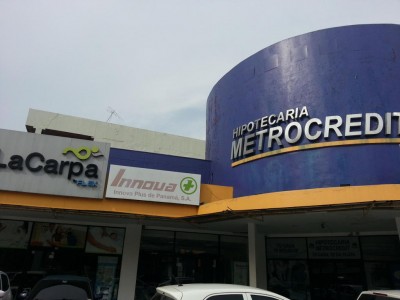 LaCarpa
Innova
Innova Plus de Panamá, S.A.
HIPOTECARIA
METROCREDIT